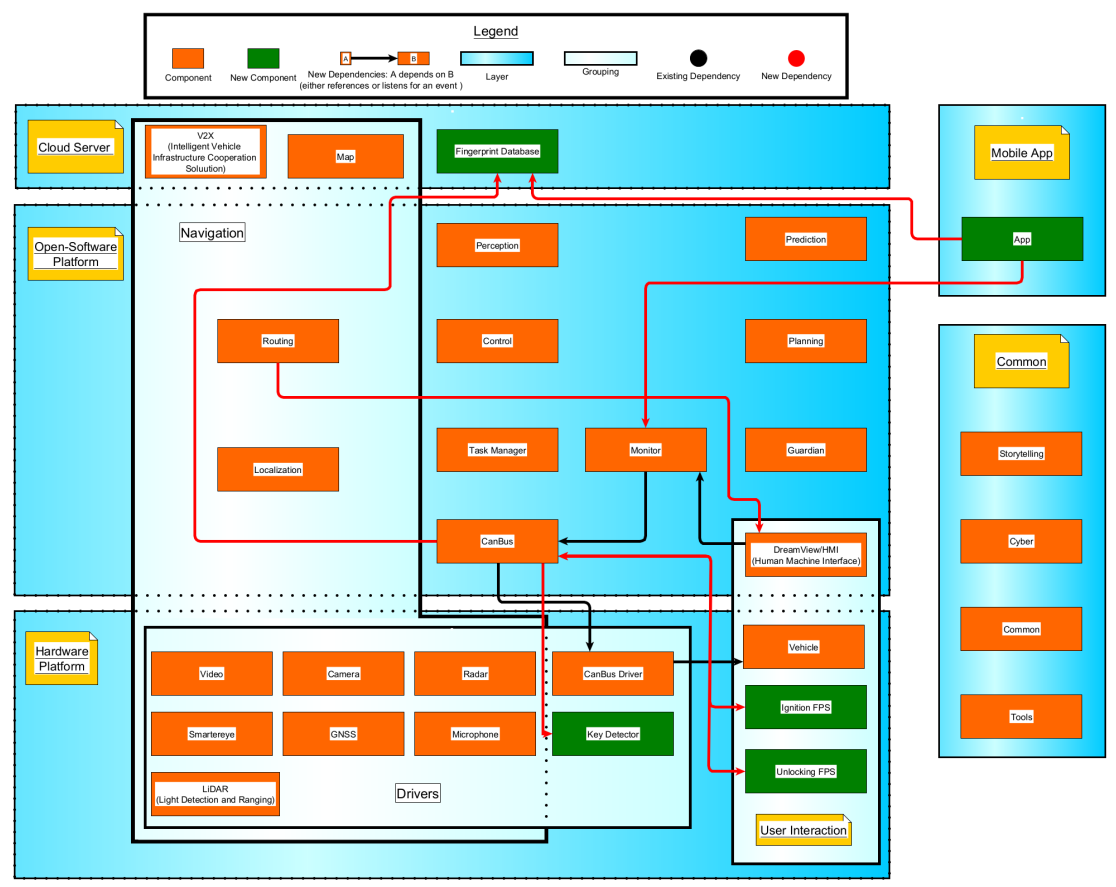 Legend
Component
New Component
A
B
New Dependencies: A depends on B
(either references or listens for an event )
Layer
Grouping
Existing Dependency
New Dependency
Cloud Server
V2X
(Intelligent Vehicle
Infrastructure Cooperation
Soluution)
Map
Fingerprint Database
Mobile App
App
Open-Software
Platform
Navigation
Perception
Prediction
Routing
Control
Planning
Localization
Task Manager
Monitor
Guardian
CanBus
DreamView/HMI
(Human Machine Interface)
Common
Storytelling
Cyber
Common
Tools
Hardware
Platform
Video
Camera
Radar
CanBus Driver
Vehicle
Smartereye
GNSS
Microphone
Key Detector
Ignition FPS
LiDAR
(Light Detection and Ranging)
Drivers
Unlocking FPS
User Interaction